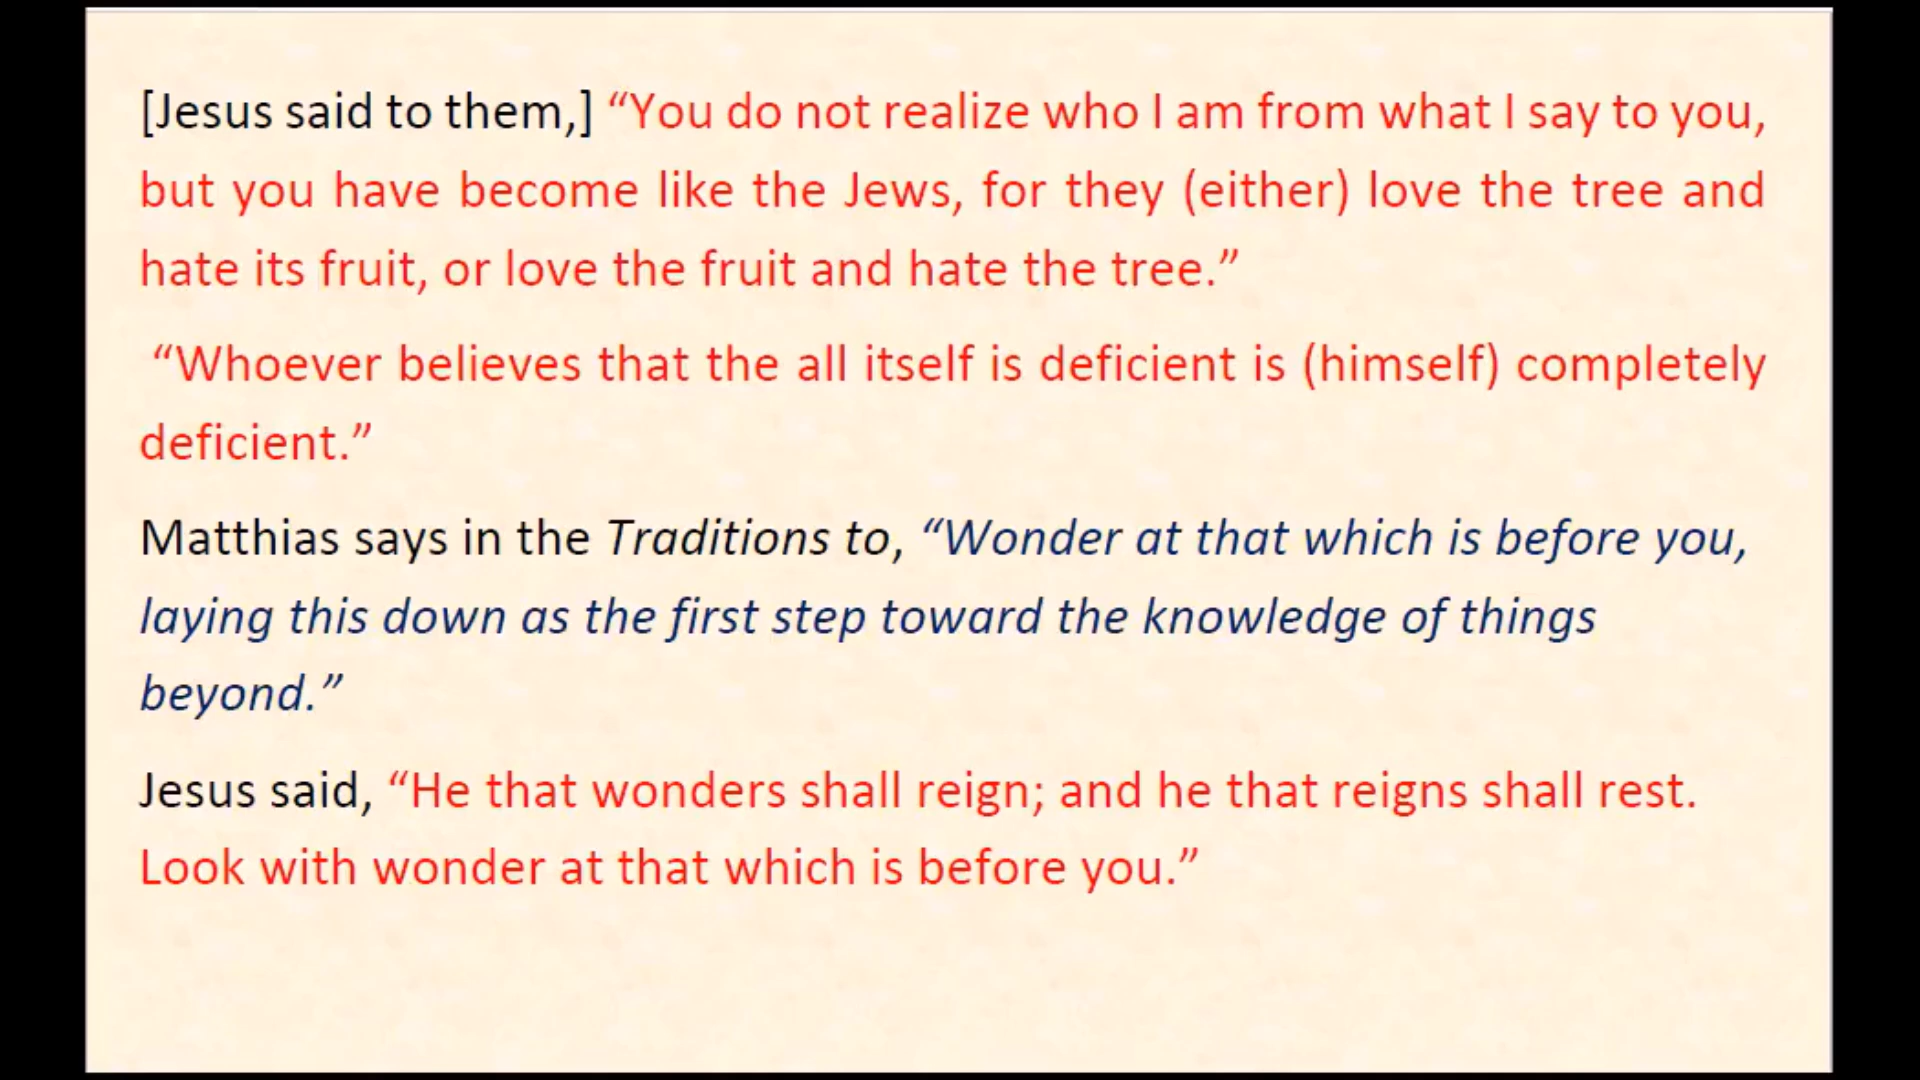 [Jesus said to them,] “You do not realize who I am from what I say to you,
but you have become like the Jews, for they (either) love the tree and
hate its fruit, or love the fruit and hate the tree.”
“Whoever believes that the all itself is deficient is (himself) completely
deficient.”
Matthias says in the Traditions to, “Wonder at that which is before you,
laying this down as the first step toward the knowledge of things
beyond.”
Jesus said, “He that wonders shall reign; and he that reigns shall rest.
Look with wonder at that which is before you.”